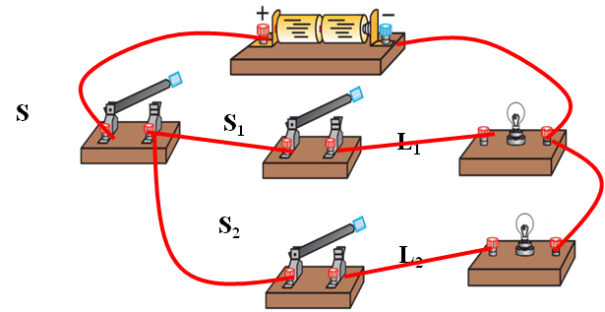 + −
S
S₁
L₁
S₂
L₂